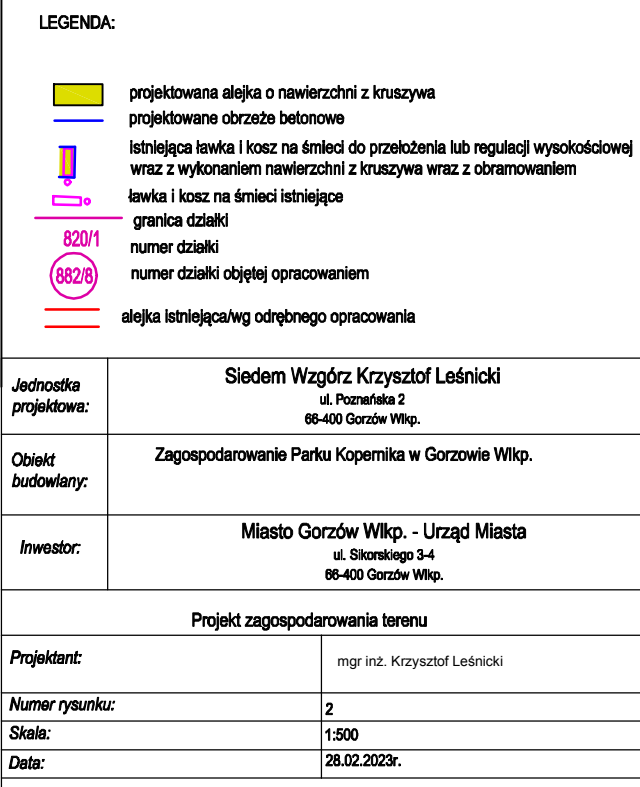 LEGENDA:
projektowana alejka o nawierzchni z kruszywa
projektowane obrzeże betonowe
istniejąca ławka i kosz na śmieci do przełożenia lub regulacji wysokościowej
wraz z wykonaniem nawierzchni z kruszywa wraz z obramowaniem
ławka i kosz na śmieci istniejące
granica działki
820/1 numer działki
882/8 numer działki objętej opracowaniem
alejka istniejąca/wg odrębnego opracowania
Jednostka projektowa:
Siedem Wzgórz Krzysztof Leśnicki
ul. Poznańska 2
66-400 Gorzów Wlkp.
Obiekt budowlany:
Zagospodarowanie Parku Kopernika w Gorzowie Wlkp.
Inwestor:
Miasto Gorzów Wlkp. - Urząd Miasta
ul. Sikorskiego 3-4
66-400 Gorzów Wlkp.
Projekt zagospodarowania terenu
Projektant: mgr inż. Krzysztof Leśnicki
Numer rysunku: 2
Skala: 1:500
Data: 28.02.2023r.